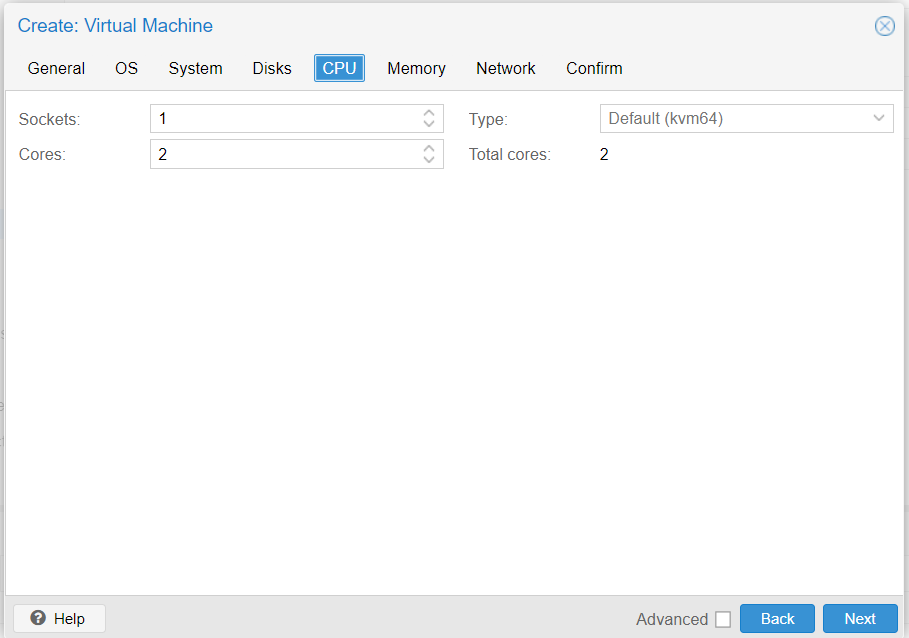 Create: Virtual Machine
General OS System Disks CPU Memory Network Confirm
Sockets: 1 Type: Default (kvm64)
Cores: 2 Total cores: 2
Help Advanced Back Next